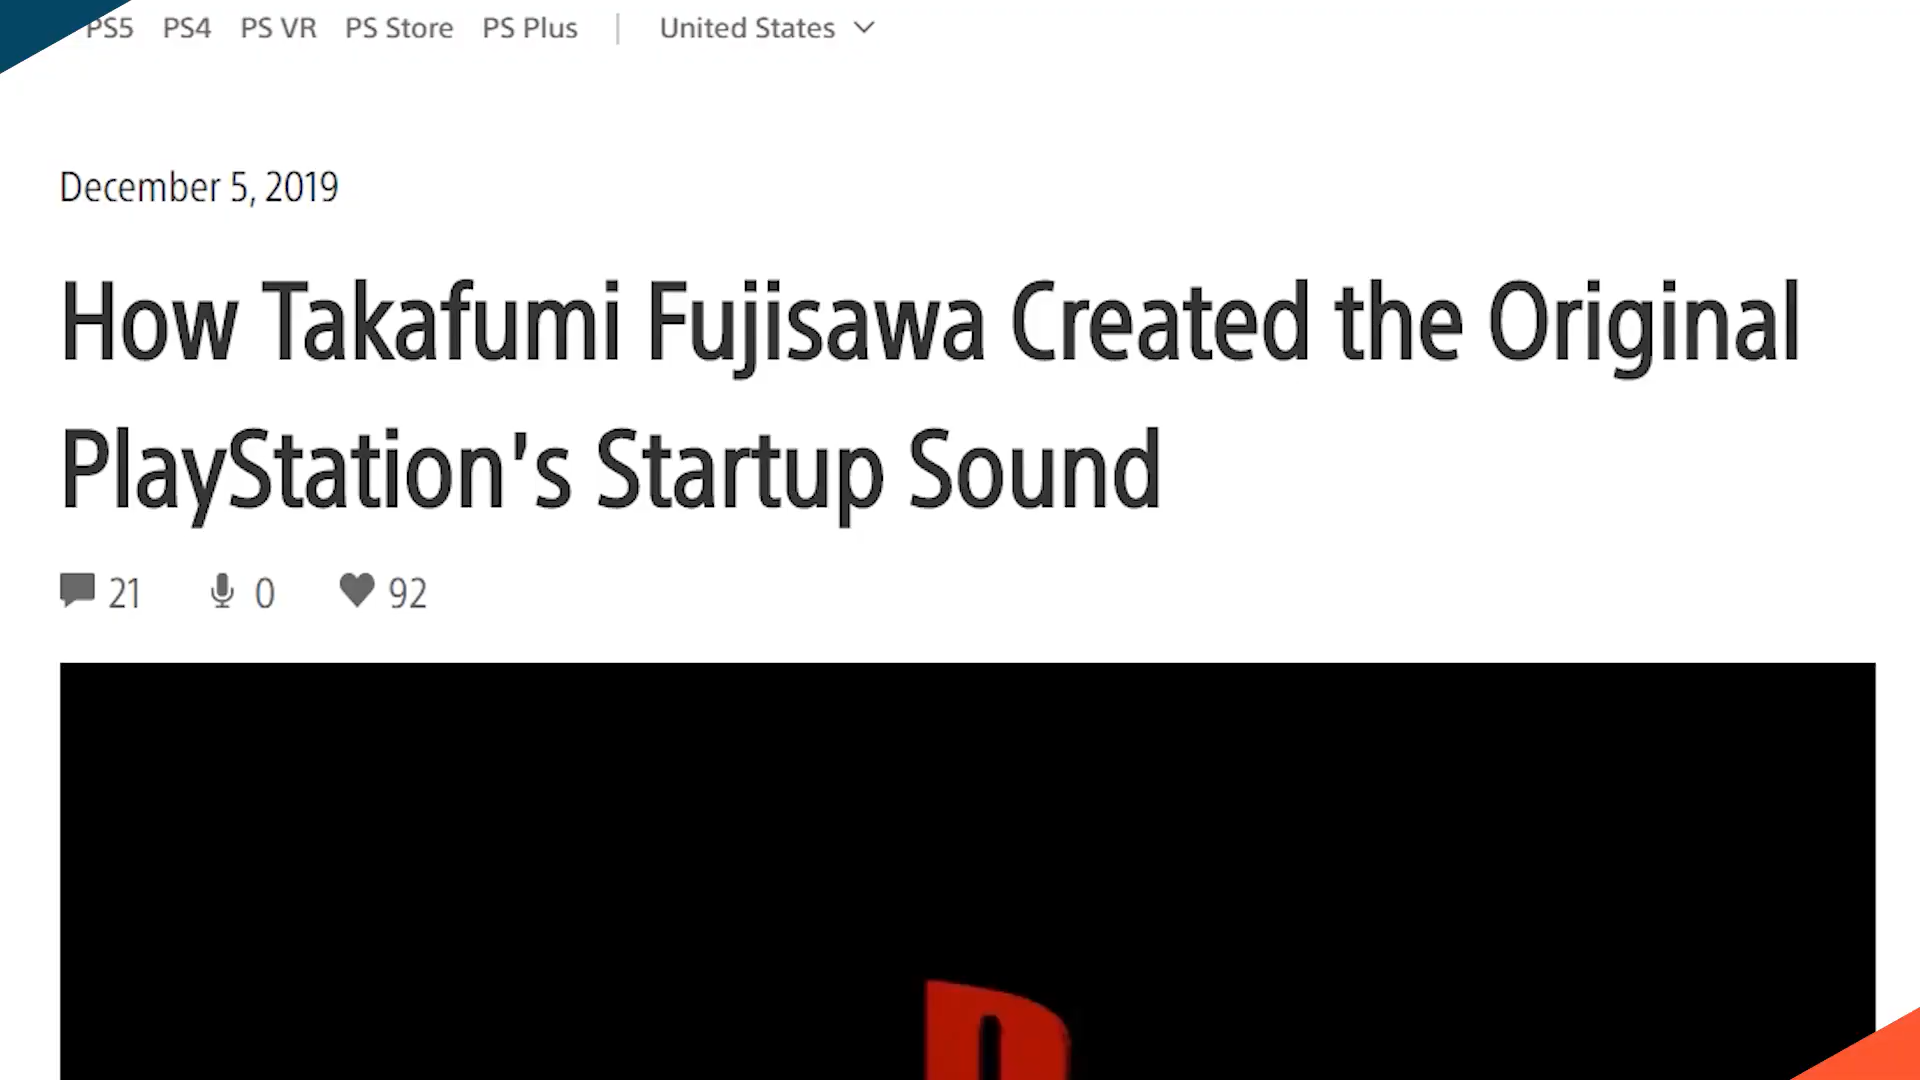 PS5 PS4 PS VR PS Store PS Plus | United States
December 5, 2019
How Takafumi Fujisawa Created the Original
PlayStation's Startup Sound
21 0 92